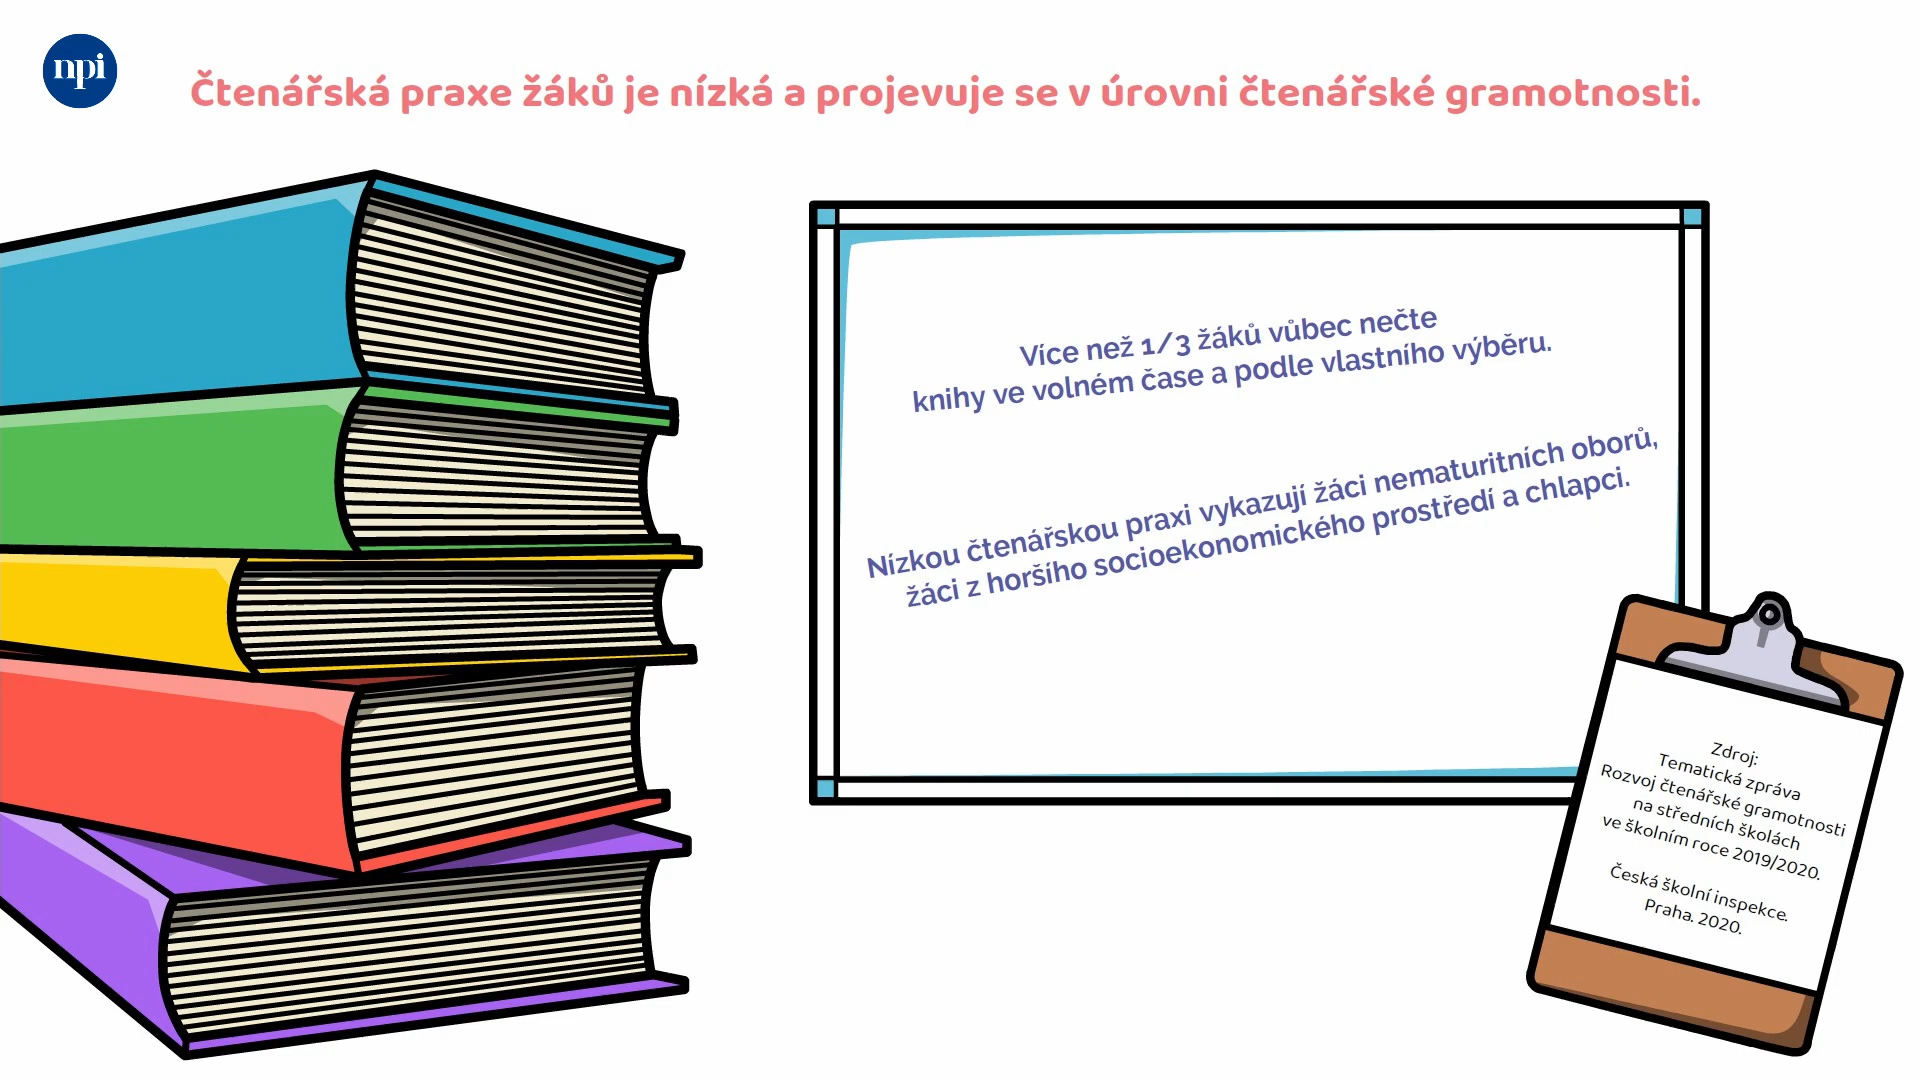 npi
Čtenářská praxe žáků je nízká a projevuje se v úrovni čtenářské gramotnosti.
Více než 1/3 žáků vůbec nečte
knihy ve volném čase a podle vlastního výběru.
Nízkou čtenářskou praxi vykazují žáci nematuritních oborů,
žáci z horšího socioekonomického prostředí a chlapci.
Zdroj:
Tematická zpráva
Rozvoj čtenářské gramotnosti
na středních školách
ve školním roce 2019/2020.
Česká školní inspekce.
Praha. 2020.